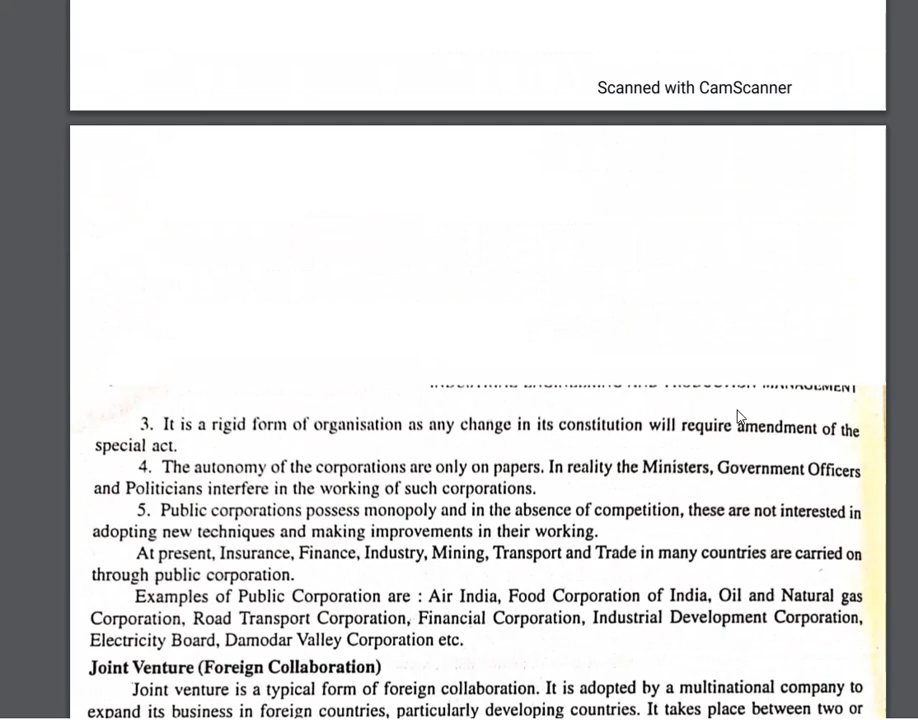 Scanned with CamScanner
MANAGEMENT
3. It is a rigid form of organisation as any change in its constitution will require amendment of the
special act.
4. The autonomy of the corporations are only on papers. In reality the Ministers, Government Officers
and Politicians interfere in the working of such corporations.
5. Public corporations possess monopoly and in the absence of competition, these are not interested in
adopting new techniques and making improvements in their working.
At present, Insurance, Finance, Industry, Mining, Transport and Trade in many countries are carried on
through public corporation.
Examples of Public Corporation are : Air India, Food Corporation of India, Oil and Natural gas
Corporation, Road Transport Corporation, Financial Corporation, Industrial Development Corporation,
Electricity Board, Damodar Valley Corporation etc.
Joint Venture (Foreign Collaboration)
Joint venture is a typical form of foreign collaboration. It is adopted by a multinational company to
expand its business in foreign countries, particularly developing countries. It takes place between two or